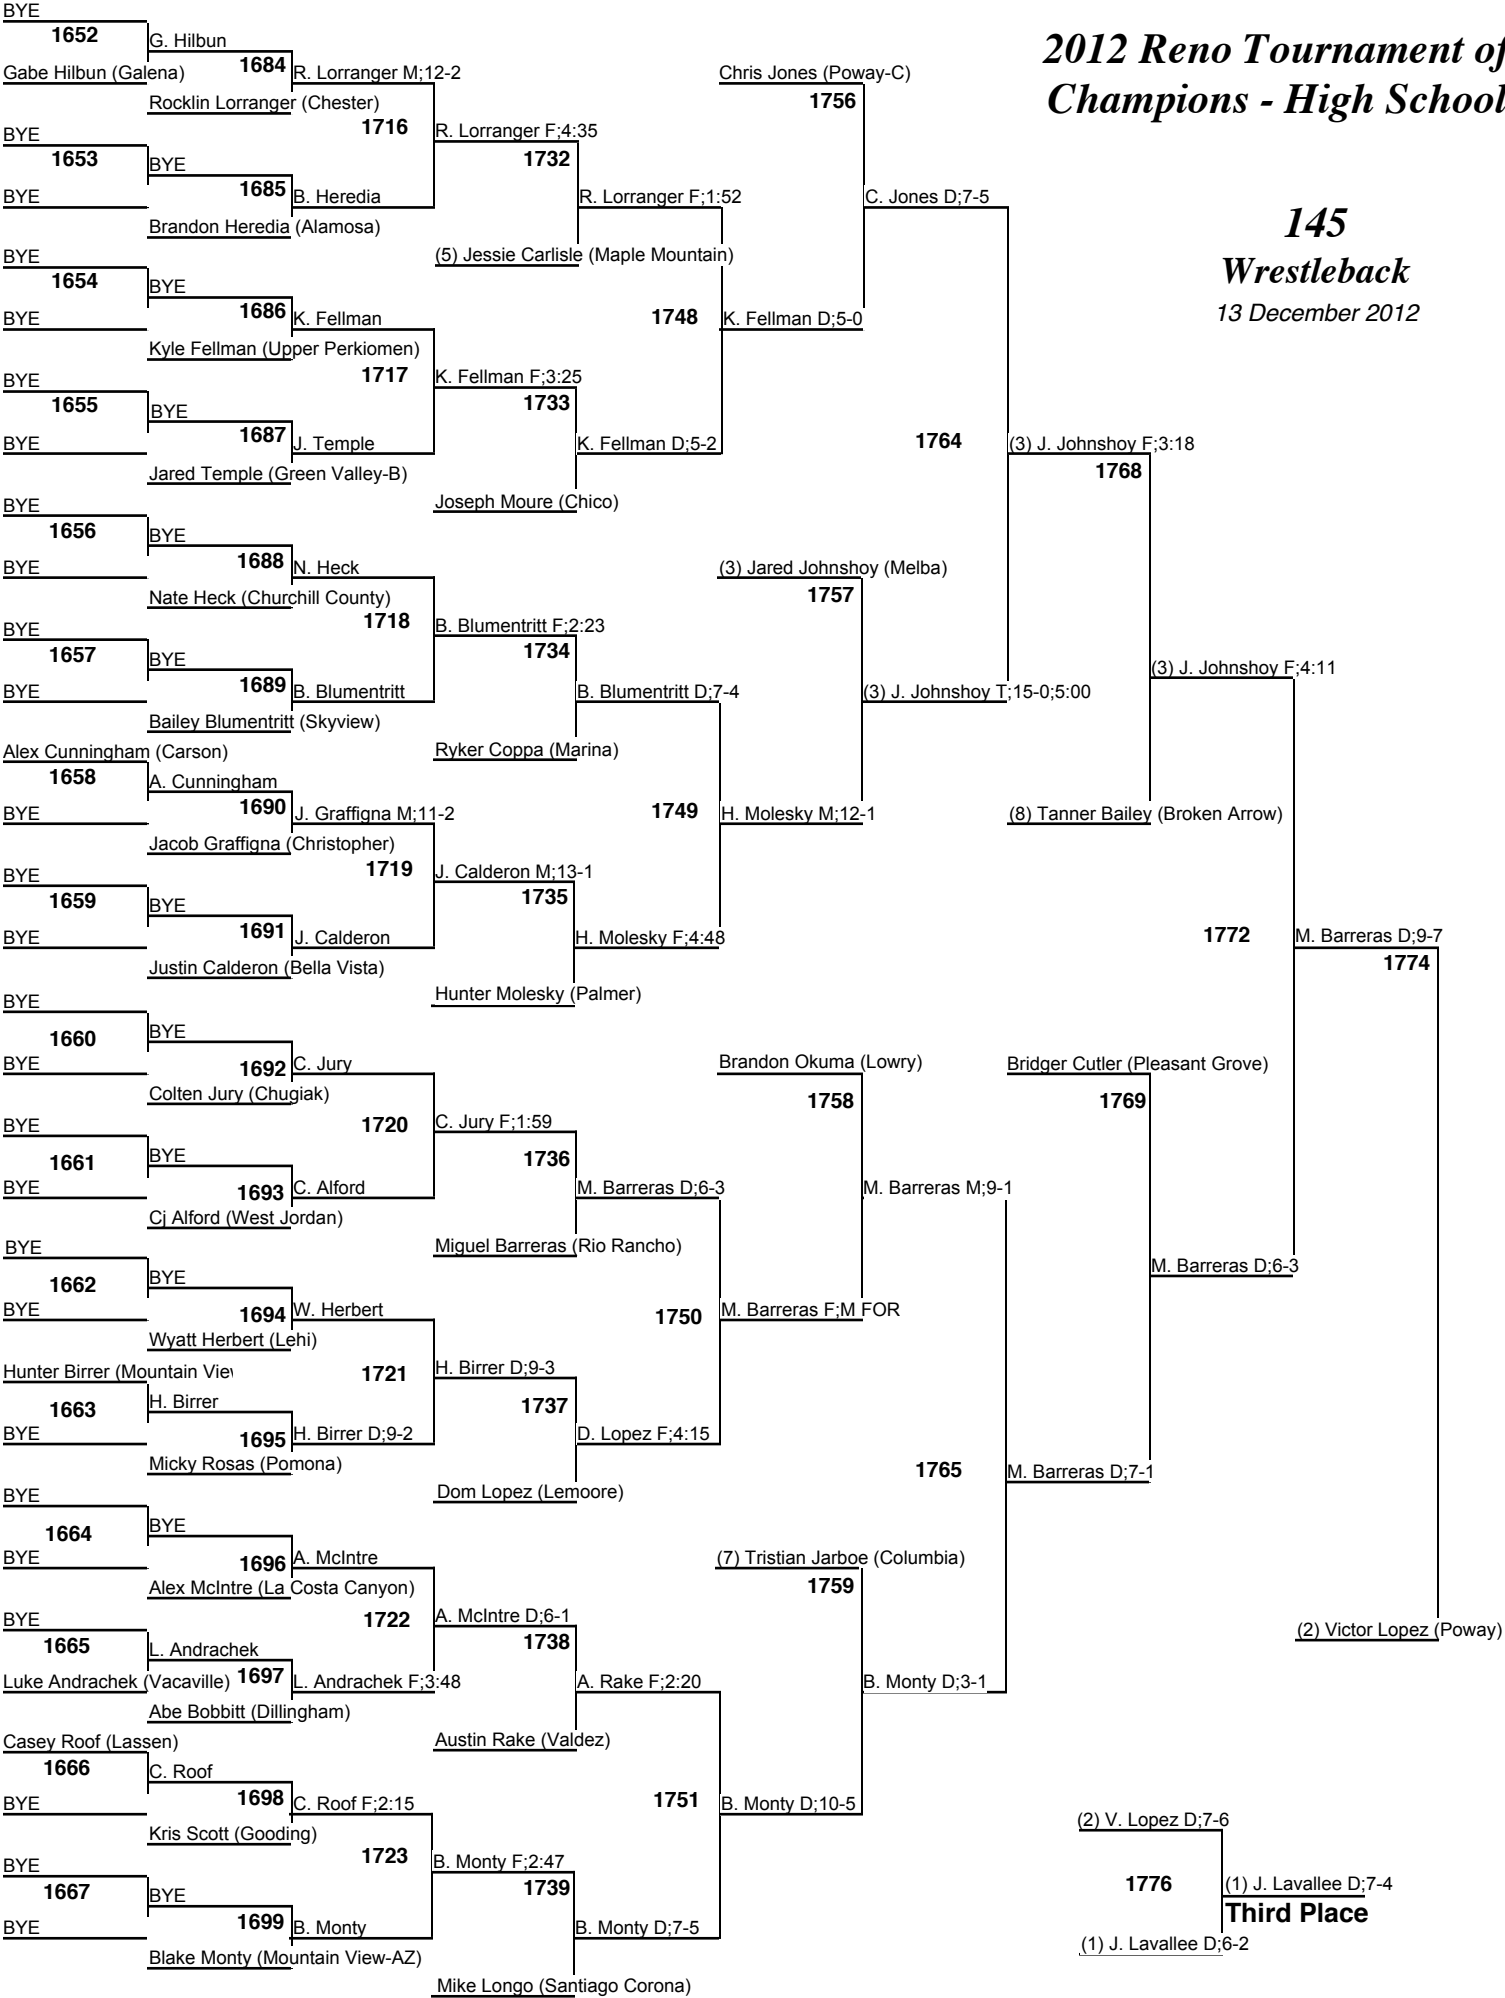 2012 Reno Tournament of
Champions - High School
145
Wrestleback
13 December 2012
BYE
1652
Gabe Hilbun (Galena)
G. Hilbun
1684
Rocklin Lorranger (Chester)
R. Lorranger M;12-2
1716
BYE
1653
BYE
BYE
1685
Brandon Heredia (Alamosa)
B. Heredia
R. Lorranger F;4:35
1732
(5) Jessie Carlisle (Maple Mountain)
R. Lorranger F;1:52
BYE
1654
BYE
BYE
1686
Kyle Fellman (Upper Perkiomen)
K. Fellman
1717
BYE
1655
BYE
BYE
1687
Jared Temple (Green Valley-B)
J. Temple
K. Fellman F;3:25
1733
Joseph Moure (Chico)
K. Fellman D;5-2
1748
K. Fellman D;5-0
Chris Jones (Poway-C)
1756
C. Jones D;7-5
BYE
1656
BYE
BYE
1688
Nate Heck (Churchill County)
N. Heck
1718
BYE
1657
BYE
BYE
1689
Bailey Blumentritt (Skyview)
B. Blumentritt
B. Blumentritt F;2:23
1734
Ryker Coppa (Marina)
B. Blumentritt D;7-4
Alex Cunningham (Carson)
1658
BYE
A. Cunningham
1690
Jacob Graffigna (Christopher)
J. Graffigna M;11-2
1719
BYE
1659
BYE
BYE
1691
Justin Calderon (Bella Vista)
J. Calderon
J. Calderon M;13-1
1735
Hunter Molesky (Palmer)
H. Molesky F;4:48
1749
H. Molesky M;12-1
(3) Jared Johnshoy (Melba)
1757
(3) J. Johnshoy T;15-0;5:00
1764
(3) J. Johnshoy F;3:18
1768
(8) Tanner Bailey (Broken Arrow)
(3) J. Johnshoy F;4:11
BYE
1660
BYE
BYE
1692
Colten Jury (Chugiak)
C. Jury
1720
BYE
1661
BYE
BYE
1693
Cj Alford (West Jordan)
C. Alford
C. Jury F;1:59
1736
Miguel Barreras (Rio Rancho)
M. Barreras D;6-3
BYE
1662
BYE
BYE
1694
Wyatt Herbert (Lehi)
W. Herbert
1721
Hunter Birrer (Mountain Vie
1663
BYE
H. Birrer
1695
Micky Rosas (Pomona)
H. Birrer D;9-2
H. Birrer D;9-3
1737
Dom Lopez (Lemoore)
D. Lopez F;4:15
1750
M. Barreras F;M FOR
Brandon Okuma (Lowry)
1758
M. Barreras M;9-1
BYE
1664
BYE
BYE
1696
Alex McIntre (La Costa Canyon)
A. McIntre
1722
BYE
1665
Luke Andrachek (Vacaville)
L. Andrachek
1697
Abe Bobbitt (Dillingham)
L. Andrachek F;3:48
A. McIntre D;6-1
1738
Austin Rake (Valdez)
A. Rake F;2:20
Casey Roof (Lassen)
1666
BYE
C. Roof
1698
Kris Scott (Gooding)
C. Roof F;2:15
1723
BYE
1667
BYE
BYE
1699
Blake Monty (Mountain View-AZ)
B. Monty
B. Monty F;2:47
1739
Mike Longo (Santiago Corona)
B. Monty D;7-5
1751
B. Monty D;10-5
(7) Tristian Jarboe (Columbia)
1759
B. Monty D;3-1
1765
M. Barreras D;7-1
Bridger Cutler (Pleasant Grove)
1769
M. Barreras D;6-3
1772
M. Barreras D;9-7
1774
(2) Victor Lopez (Poway)
(2) V. Lopez D;7-6
1776
(1) J. Lavallee D;6-2
(1) J. Lavallee D;7-4
Third Place